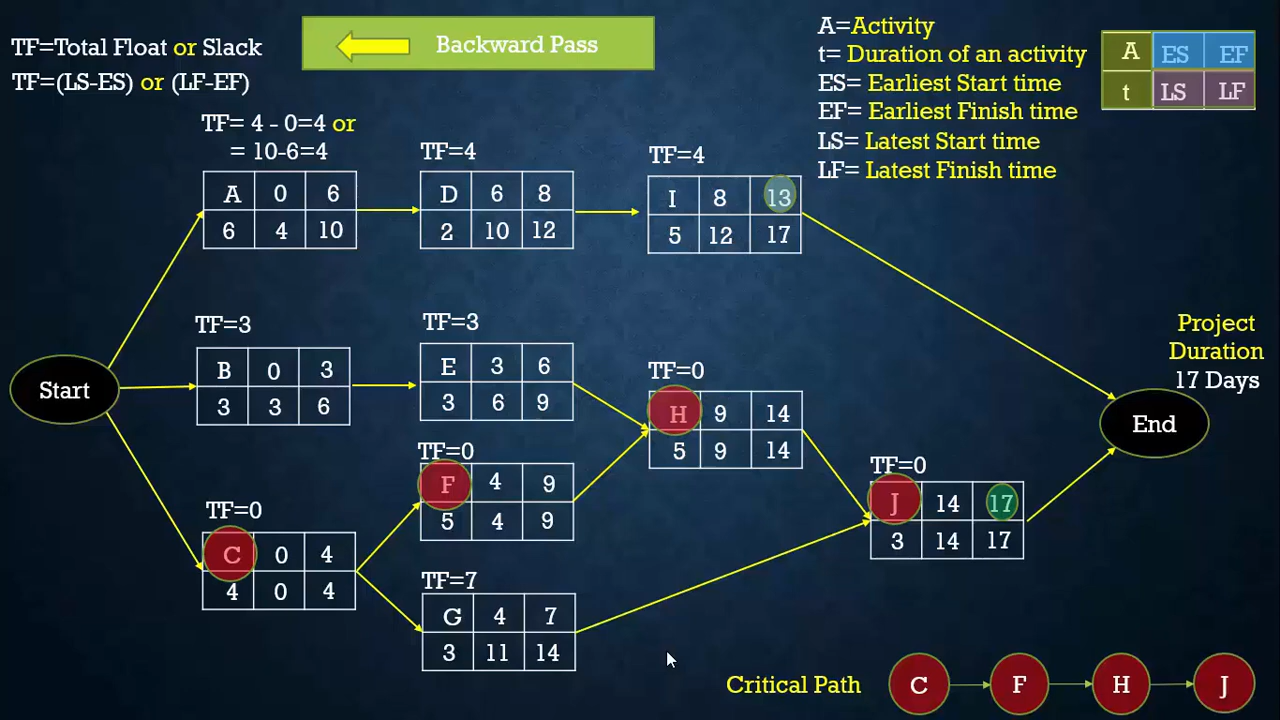 TF=Total Float or Slack
TF=(LS-ES) or (LF-EF)
Backward Pass
A=Activity
t= Duration of an activity
ES= Earliest Start time
EF= Earliest Finish time
LS= Latest Start time
LF= Latest Finish time
A ES EF
t LS LF
TF= 4 - 0=4 or
= 10-6=4
A 0 6
6 4 10
TF=4
D 6 8
2 10 12
TF=4
I 8 13
5 12 17
TF=3
B 0 3
3 3 6
TF=3
E 3 6
3 6 9
TF=0
H 9 14
5 9 14
Project
Duration
17 Days
Start
End
TF=0
F 4 9
5 4 9
TF=0
J 14 17
3 14 17
TF=0
C 0 4
4 0 4
TF=7
G 4 7
3 11 14
Critical Path C F H J